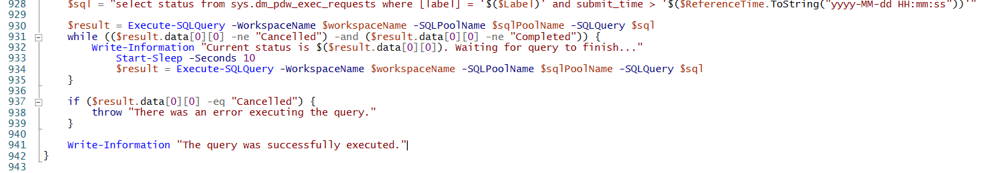 928 $sql = "select status from sys.dm_pdw_exec_requests where [label] = '$($Label)' and submit_time > '$($ReferenceTime.ToString("yyyy-MM-dd HH:mm:ss"))'"
929
930 $result = Execute-SQLQuery -WorkspaceName $workspaceName -SQLPoolName $sqlPoolName -SQLQuery $sql
931 while (($result.data[0][0] -ne "Cancelled") -and ($result.data[0][0] -ne "Completed")) {
932 Write-Information "Current status is $($result.data[0][0]). Waiting for query to finish..."
933 Start-Sleep -Seconds 10
934 $result = Execute-SQLQuery -WorkspaceName $workspaceName -SQLPoolName $sqlPoolName -SQLQuery $sql
935 }
936
937 if ($result.data[0][0] -eq "Cancelled") {
938 throw "There was an error executing the query."
939 }
940
941 Write-Information "The query was successfully executed."
942 }
943